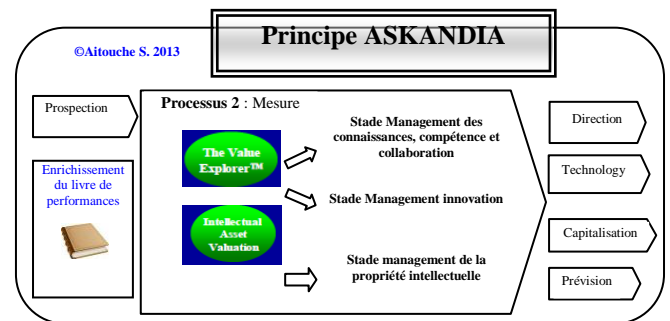 Principe ASKANDIA
©Aitouche S. 2013
Prospection
Enrichissement
du livre de
performances
Processus 2 : Mesure
The Value
Explorer™
Intellectual
Asset
Valuation
Stade Management des
connaissances, compétence et
collaboration
Stade Management innovation
Stade management de la
propriété intellectuelle
Direction
Technology
Capitalisation
Prévision